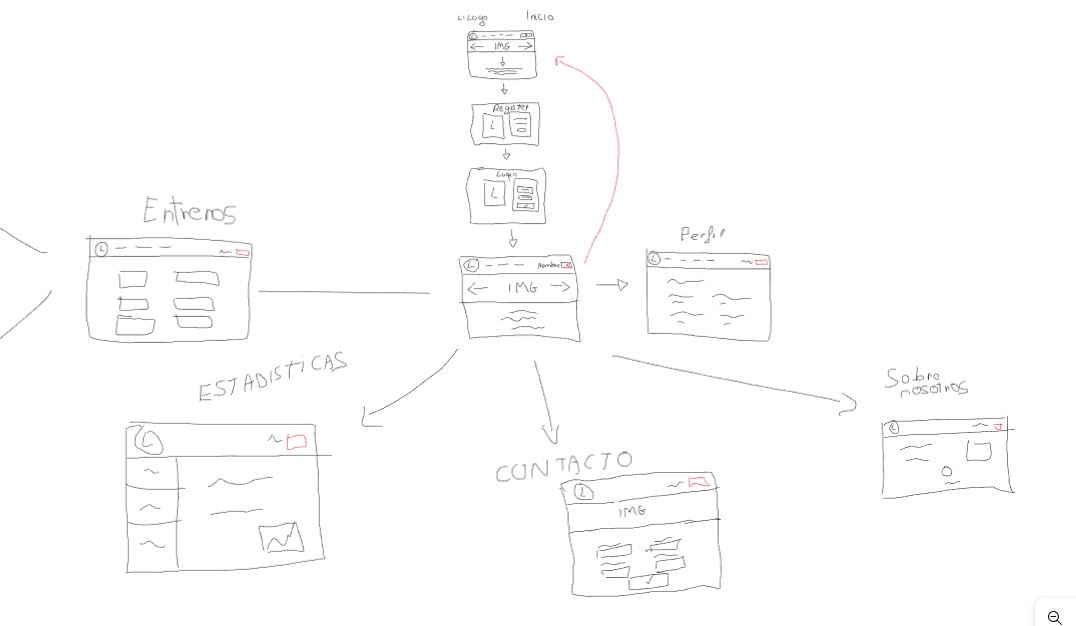 L: Logo
Incio
L
IMG
Register
L
Login
L
L
Nombre
IMG
Entrenos
L
Perfil
L
ESTADISTICAS
L
CONTACTO
L
IMG
Sobre
nosotros
L